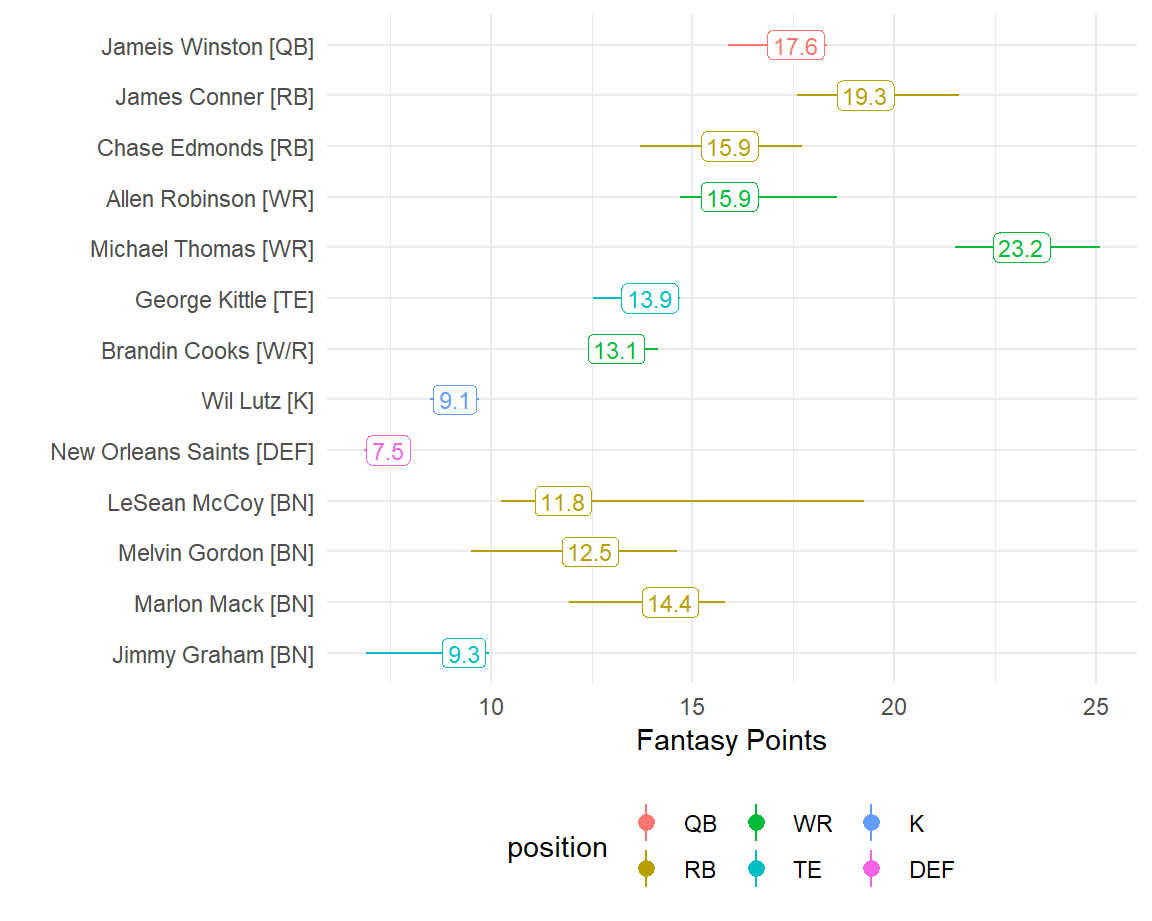 Jameis Winston [QB] 17.6
James Conner [RB] 19.3
Chase Edmonds [RB] 15.9
Allen Robinson [WR] 15.9
Michael Thomas [WR] 23.2
George Kittle [TE] 13.9
Brandin Cooks [W/R] 13.1
Wil Lutz [K] 9.1
New Orleans Saints [DEF] 7.5
LeSean McCoy [BN] 11.8
Melvin Gordon [BN] 12.5
Marlon Mack [BN] 14.4
Jimmy Graham [BN] 9.3
10 15 20 25
Fantasy Points
position
QB WR K
RB TE DEF